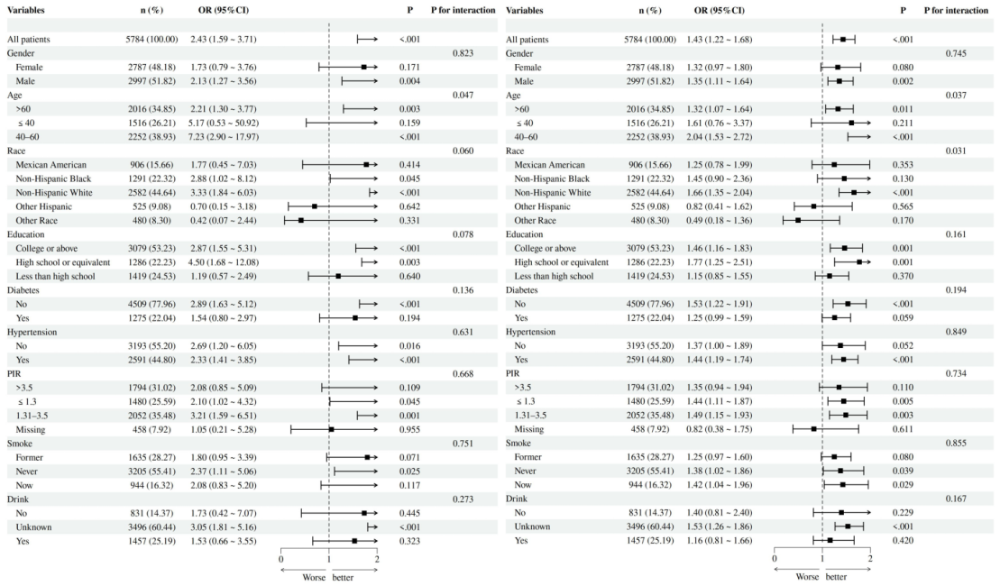 Variables n (%) OR (95%CI) P P for interaction
All patients 5784 (100.00) 2.43 (1.59 ~ 3.71) <.001
Gender 0.823
Female 2787 (48.18) 1.73 (0.79 ~ 3.76) 0.171
Male 2997 (51.82) 2.13 (1.27 ~ 3.56) 0.004
Age 0.047
>60 2016 (34.85) 2.21 (1.30 ~ 3.77) 0.003
≤ 40 1516 (26.21) 5.17 (0.53 ~ 50.92) 0.159
40–60 2252 (38.93) 7.23 (2.90 ~ 17.97) <.001
Race 0.060
Mexican American 906 (15.66) 1.77 (0.45 ~ 7.03) 0.414
Non-Hispanic Black 1291 (22.32) 2.88 (1.02 ~ 8.12) 0.045
Non-Hispanic White 2582 (44.64) 3.33 (1.84 ~ 6.03) <.001
Other Hispanic 525 (9.08) 0.70 (0.15 ~ 3.18) 0.642
Other Race 480 (8.30) 0.42 (0.07 ~ 2.44) 0.331
Education 0.078
College or above 3079 (53.23) 2.87 (1.55 ~ 5.31) <.001
High school or equivalent 1286 (22.23) 4.50 (1.68 ~ 12.08) 0.003
Less than high school 1419 (24.53) 1.19 (0.57 ~ 2.49) 0.640
Diabetes 0.136
No 4509 (77.96) 2.89 (1.63 ~ 5.12) <.001
Yes 1275 (22.04) 1.54 (0.80 ~ 2.97) 0.194
Hypertension 0.631
No 3193 (55.20) 2.69 (1.20 ~ 6.05) 0.016
Yes 2591 (44.80) 2.33 (1.41 ~ 3.85) <.001
PIR 0.668
>3.5 1794 (31.02) 2.08 (0.85 ~ 5.09) 0.109
≤ 1.3 1480 (25.59) 2.10 (1.02 ~ 4.32) 0.045
1.31–3.5 2052 (35.48) 3.21 (1.59 ~ 6.51) 0.001
Missing 458 (7.92) 1.05 (0.21 ~ 5.28) 0.955
Smoke 0.751
Former 1635 (28.27) 1.80 (0.95 ~ 3.39) 0.071
Never 3205 (55.41) 2.37 (1.11 ~ 5.06) 0.025
Now 944 (16.32) 2.08 (0.83 ~ 5.20) 0.117
Drink 0.273
No 831 (14.37) 1.73 (0.42 ~ 7.07) 0.445
Unknown 3496 (60.44) 3.05 (1.81 ~ 5.16) <.001
Yes 1457 (25.19) 1.53 (0.66 ~ 3.55) 0.323
0 1 2
Worse better
Variables n (%) OR (95%CI) P P for interaction
All patients 5784 (100.00) 1.43 (1.22 ~ 1.68) <.001
Gender 0.745
Female 2787 (48.18) 1.32 (0.97 ~ 1.80) 0.080
Male 2997 (51.82) 1.35 (1.11 ~ 1.64) 0.002
Age 0.037
>60 2016 (34.85) 1.32 (1.07 ~ 1.64) 0.011
≤ 40 1516 (26.21) 1.61 (0.76 ~ 3.37) 0.211
40–60 2252 (38.93) 2.04 (1.53 ~ 2.72) <.001
Race 0.031
Mexican American 906 (15.66) 1.25 (0.78 ~ 1.99) 0.353
Non-Hispanic Black 1291 (22.32) 1.45 (0.90 ~ 2.36) 0.130
Non-Hispanic White 2582 (44.64) 1.66 (1.35 ~ 2.04) <.001
Other Hispanic 525 (9.08) 0.82 (0.41 ~ 1.62) 0.565
Other Race 480 (8.30) 0.49 (0.18 ~ 1.36) 0.170
Education 0.161
College or above 3079 (53.23) 1.46 (1.16 ~ 1.83) 0.001
High school or equivalent 1286 (22.23) 1.77 (1.25 ~ 2.51) 0.001
Less than high school 1419 (24.53) 1.15 (0.85 ~ 1.55) 0.370
Diabetes 0.194
No 4509 (77.96) 1.53 (1.22 ~ 1.91) <.001
Yes 1275 (22.04) 1.25 (0.99 ~ 1.59) 0.059
Hypertension 0.849
No 3193 (55.20) 1.37 (1.00 ~ 1.89) 0.052
Yes 2591 (44.80) 1.44 (1.19 ~ 1.74) <.001
PIR 0.734
>3.5 1794 (31.02) 1.35 (0.94 ~ 1.94) 0.110
≤ 1.3 1480 (25.59) 1.44 (1.11 ~ 1.87) 0.005
1.31–3.5 2052 (35.48) 1.49 (1.15 ~ 1.93) 0.003
Missing 458 (7.92) 0.82 (0.38 ~ 1.75) 0.611
Smoke 0.855
Former 1635 (28.27) 1.25 (0.97 ~ 1.60) 0.080
Never 3205 (55.41) 1.38 (1.02 ~ 1.86) 0.039
Now 944 (16.32) 1.42 (1.04 ~ 1.96) 0.029
Drink 0.167
No 831 (14.37) 1.40 (0.81 ~ 2.40) 0.229
Unknown 3496 (60.44) 1.53 (1.26 ~ 1.86) <.001
Yes 1457 (25.19) 1.16 (0.81 ~ 1.66) 0.420
0 1 2
Worse better